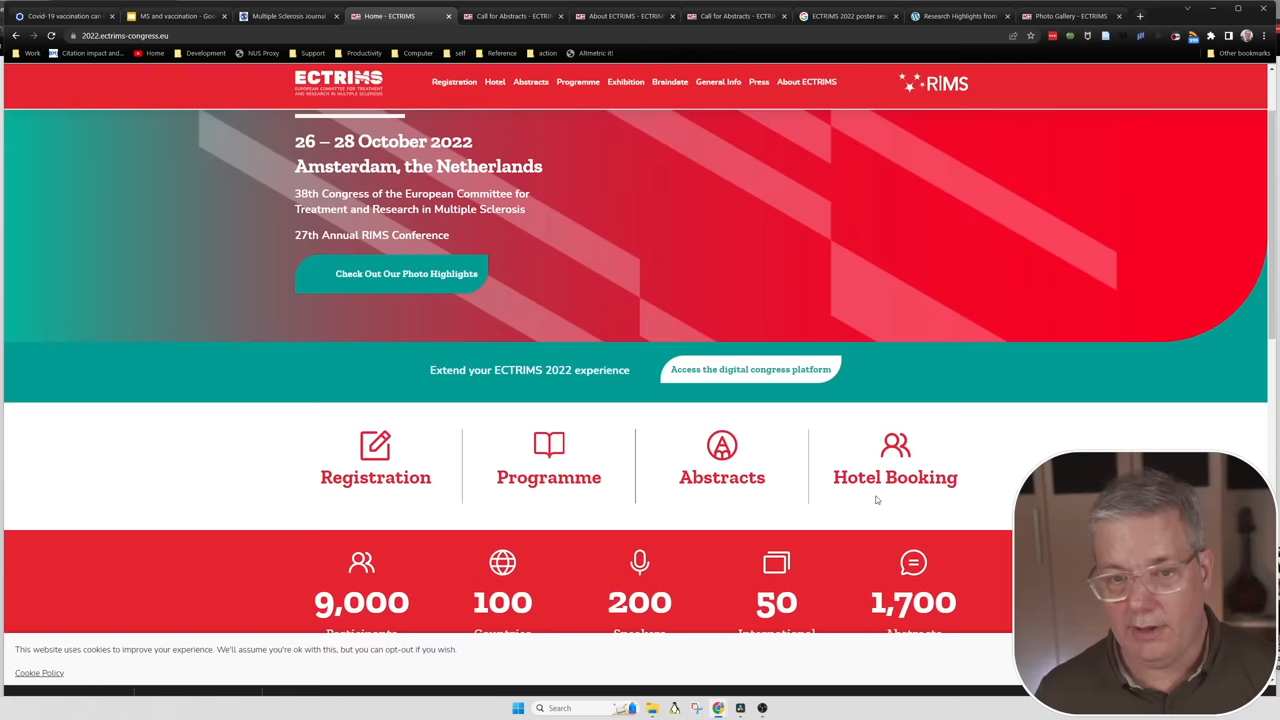 Covid-19 vaccination
MS and vaccination - Goo
Multiple Sclerosis Journal
Home - ECTRIMS
Call for Abstracts - ECTRIM
About ECTRIMS - ECTRIMS
Call for Abstracts - ECTRIM
ECTRIMS 2022 poster se
Research Highlights from
Photo Gallery - ECTRIMS
2022.ectrims-congress.eu
Work
Citation impact and...
Home
Development
NUS Proxy
Support
Productivity
Computer
self
Reference
action
Altmetric it!
Other bookmarks
ECTRIMS
EUROPEAN COMMITTEE FOR TREATMENT
AND RESEARCH IN MULTIPLE SCLEROSIS
Registration
Hotel
Abstracts
Programme
Exhibition
Braindate
General Info
Press
About ECTRIMS
RIMS
26 – 28 October 2022
Amsterdam, the Netherlands
38th Congress of the European Committee for
Treatment and Research in Multiple Sclerosis
27th Annual RIMS Conference
Check Out Our Photo Highlights
Extend your ECTRIMS 2022 experience
Access the digital congress platform
Registration
Programme
Abstracts
Hotel Booking
9,000
100
200
50
1,700
Participants
Countries
Speakers
International
Abstracts
This website uses cookies to improve your experience. We'll assume you're ok with this, but you can opt-out if you wish.
Cookie Policy
Search